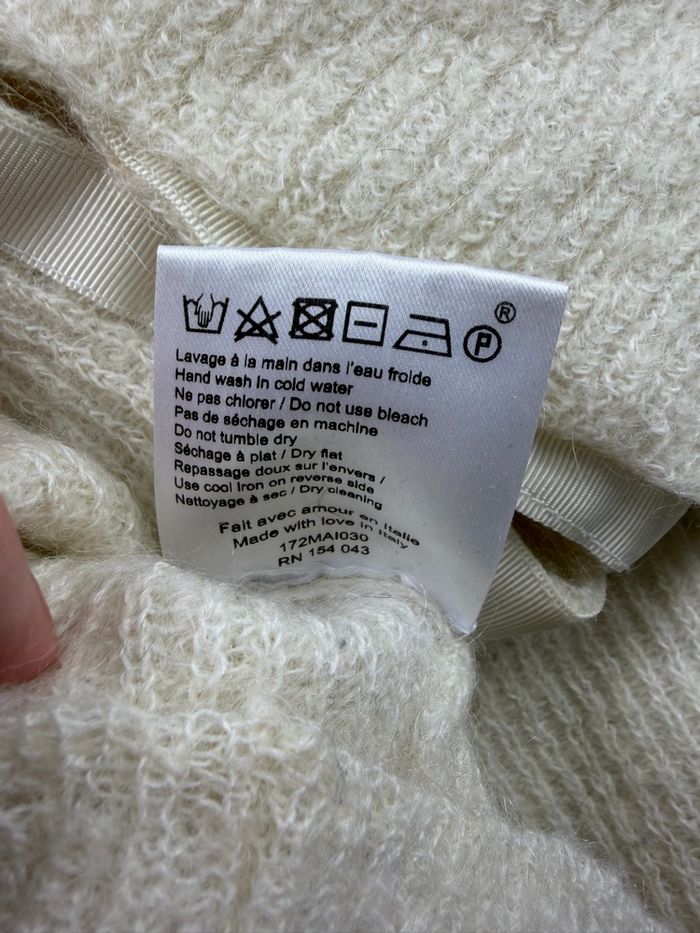 P ®
Lavage à la main dans l'eau froide
Hand wash in cold water
Ne pas chlorer / Do not use bleach
Pas de séchage en machine
Do not tumble dry
Séchage à plat / Dry flat
Repassage doux sur l'envers /
Use cool Iron on reverse side
Nettoyage à sec / Dry cleaning
Fait avec amour en Italie
Made with love in Italy
172MAI030
RN 154 043